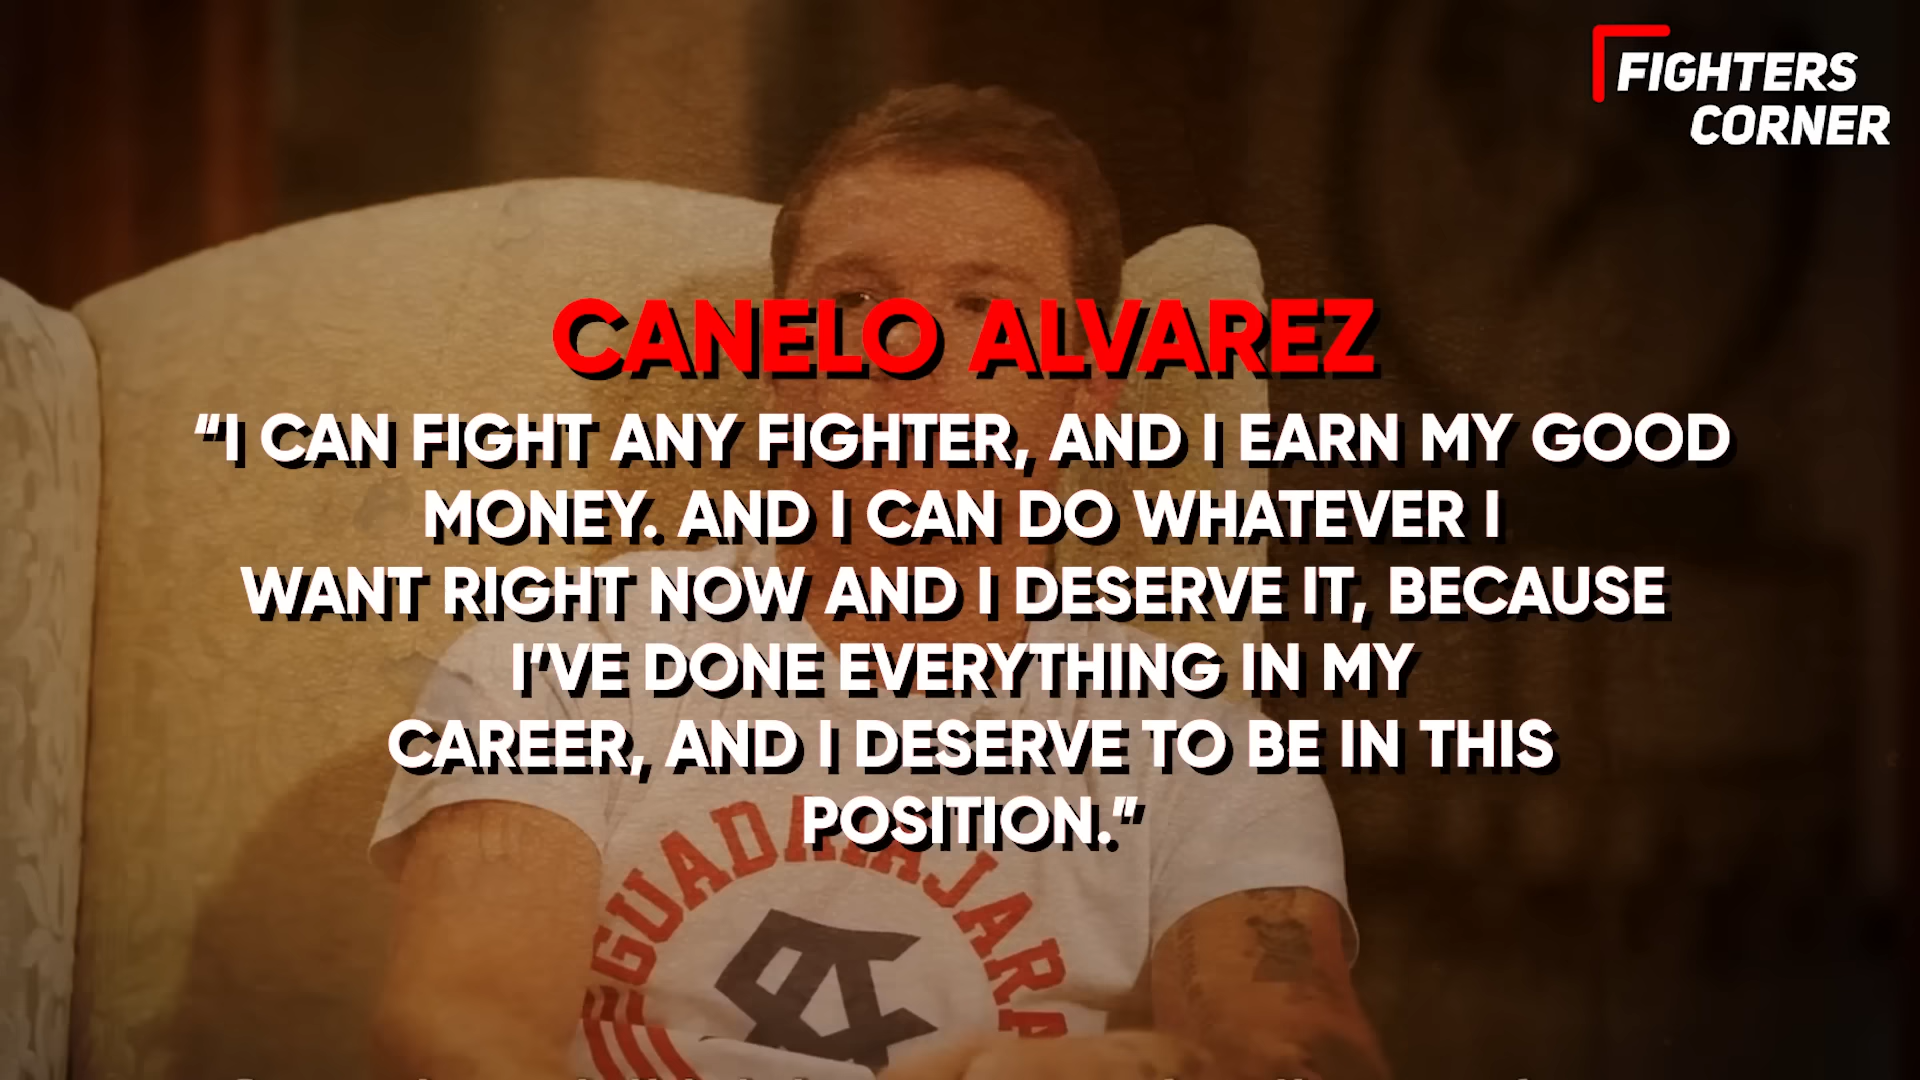 FIGHTERS
CORNER
CANELO ALVAREZ
"I CAN FIGHT ANY FIGHTER, AND I EARN MY GOOD
MONEY. AND I CAN DO WHATEVER I
WANT RIGHT NOW AND I DESERVE IT, BECAUSE
I'VE DONE EVERYTHING IN MY
CAREER, AND I DESERVE TO BE IN THIS
POSITION."
GUADALAJARA